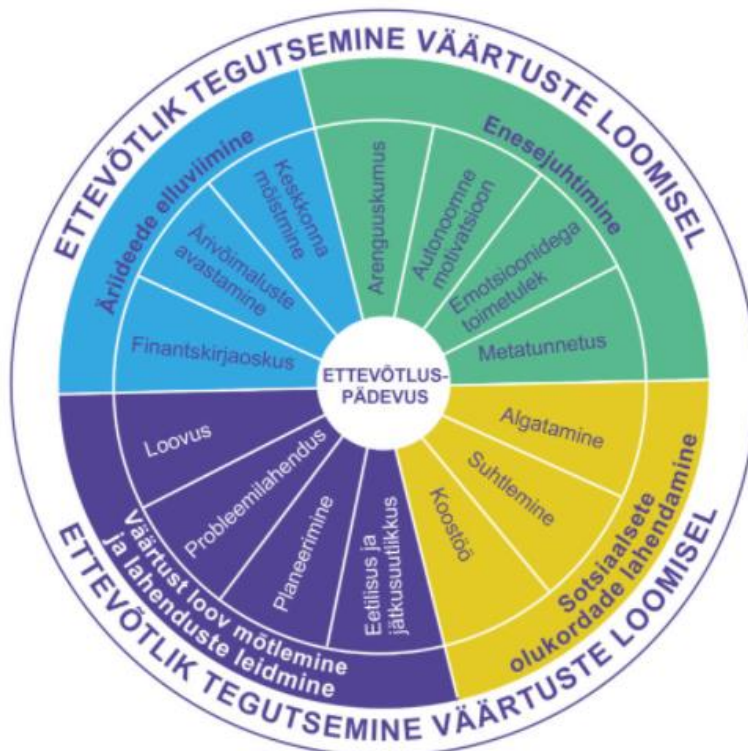 ETTEVÕTLIK TEGUTSEMINE VÄÄRTUSTE LOOMISEL
Enesejuhtimine
Arenguuskumus
Autonoomne
motivatsioon
Emotsioonidega
toimetulek
Metatunnetus
Sotsiaalsete
olukordade lahendamine
Algatamine
Suhtlemine
Koostöö
Väärtust loov mõtlemine
ja lahenduste leidmine
Eetilisus ja
jätkusuutlikkus
Planeerimine
Probleemilahendus
Loovus
Äriideede elluviimine
Finantskirjaoskus
Ärivõimaluste
avastamine
Keskkonna
mõistmine
ETTEVÕTLUS-
PÄDEVUS
ETTEVÕTLIK TEGUTSEMINE VÄÄRTUSTE LOOMISEL